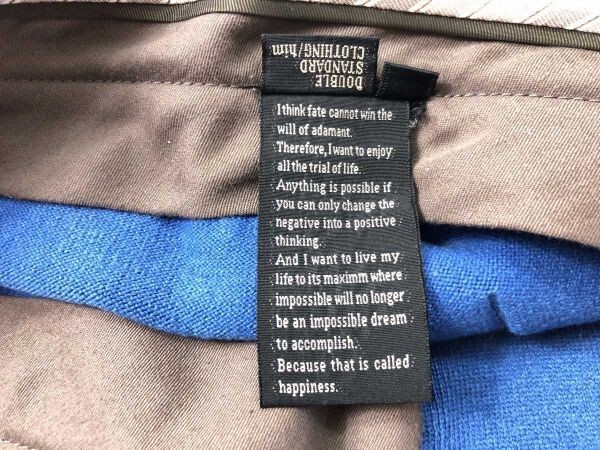 DOUBLE
STANDARD
CLOTHING/him
I think fate cannot win the
will of adamant.
Therefore, I want to enjoy
all the trial of life.
Anything is possible if
you can only change the
negative into a positive
thinking.
And I want to live my
life to its maximm where
impossible will no longer
be an impossible dream
to accomplish.
Because that is called
happiness.